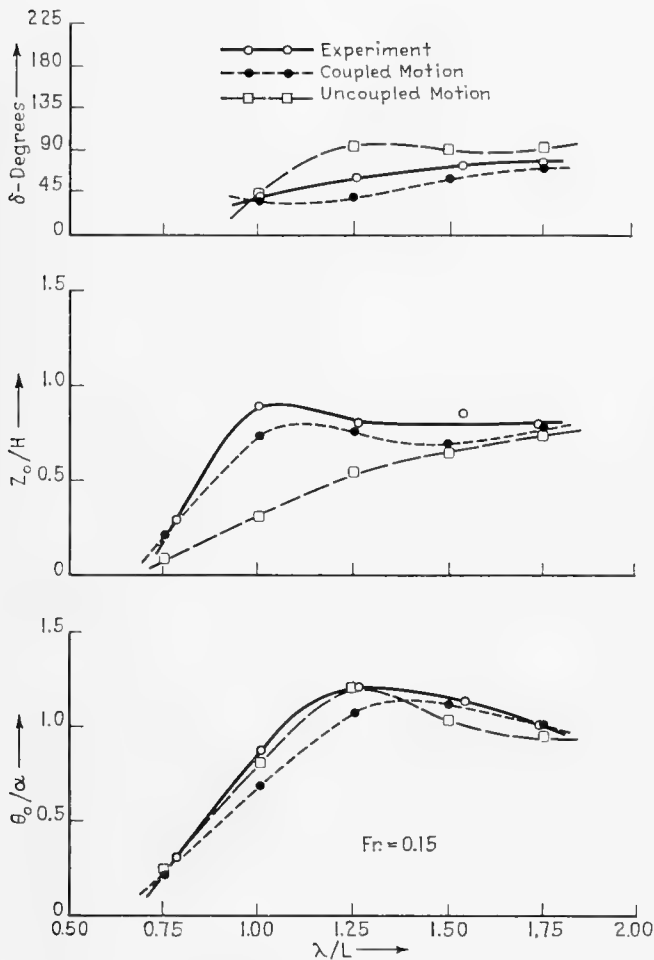 225
180
135
90
45
0
δ-Degrees
Experiment
Coupled Motion
Uncoupled Motion
1.5
1.0
0.5
0
Z₀/H
1.5
1.0
0.5
0
θ₀/α
Fr = 0.15
0.50 0.75 1.00 1.25 1.50 1.75 2.00
λ/L